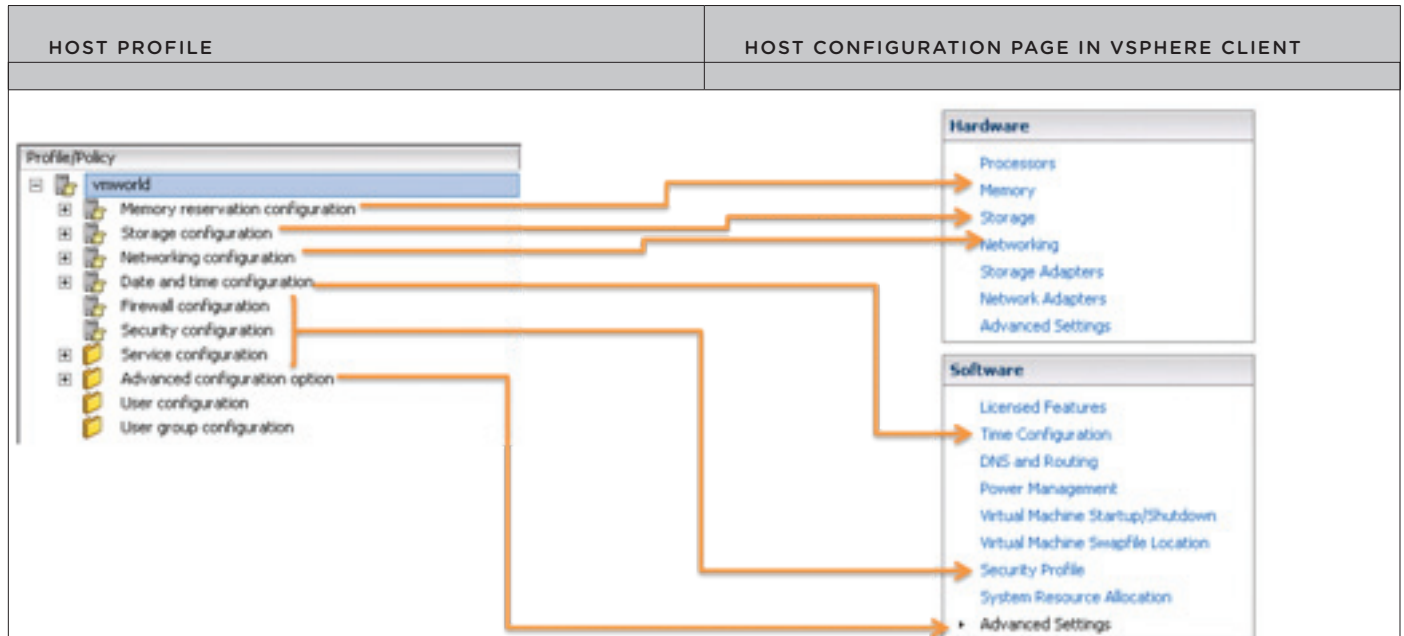 HOST PROFILE
HOST CONFIGURATION PAGE IN VSPHERE CLIENT
Profile/Policy
vmworld
Memory reservation configuration
Storage configuration
Networking configuration
Date and time configuration
Firewall configuration
Security configuration
Service configuration
Advanced configuration option
User configuration
User group configuration
Hardware
Processors
Memory
Storage
Networking
Storage Adapters
Network Adapters
Advanced Settings
Software
Licensed Features
Time Configuration
DNS and Routing
Power Management
Virtual Machine Startup/Shutdown
Virtual Machine Swapfile Location
Security Profile
System Resource Allocation
Advanced Settings